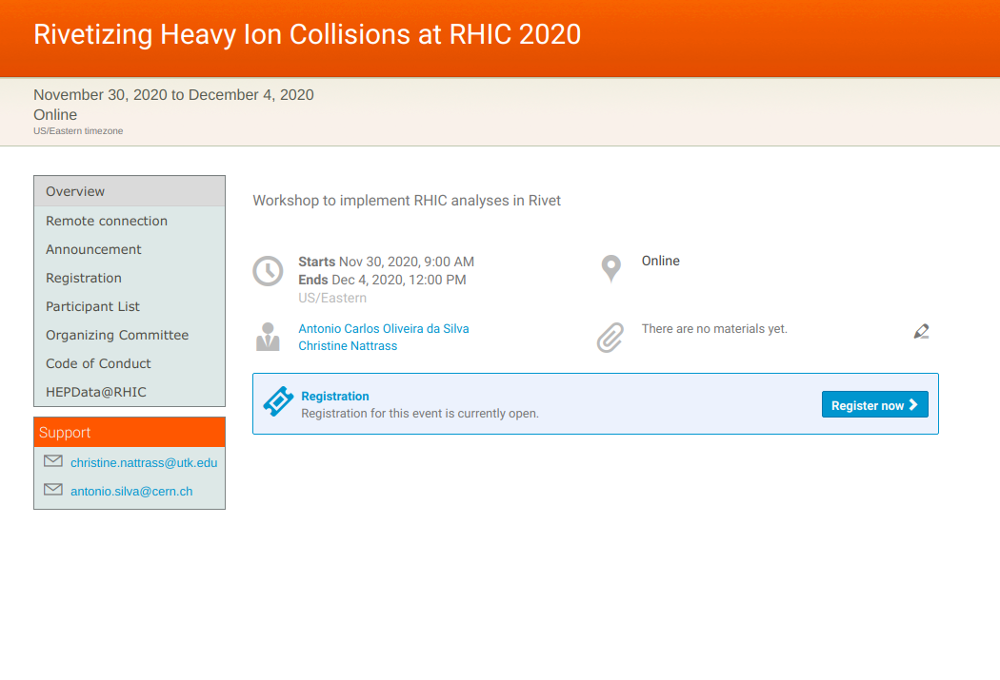 Rivetizing Heavy Ion Collisions at RHIC 2020
November 30, 2020 to December 4, 2020
Online
US/Eastern timezone
Overview
Remote connection
Announcement
Registration
Participant List
Organizing Committee
Code of Conduct
HEPData@RHIC
Support
christine.nattrass@utk.edu
antonio.silva@cern.ch
Workshop to implement RHIC analyses in Rivet
Starts Nov 30, 2020, 9:00 AM
Ends Dec 4, 2020, 12:00 PM
US/Eastern
Online
Antonio Carlos Oliveira da Silva
Christine Nattrass
There are no materials yet.
Registration
Registration for this event is currently open.
Register now